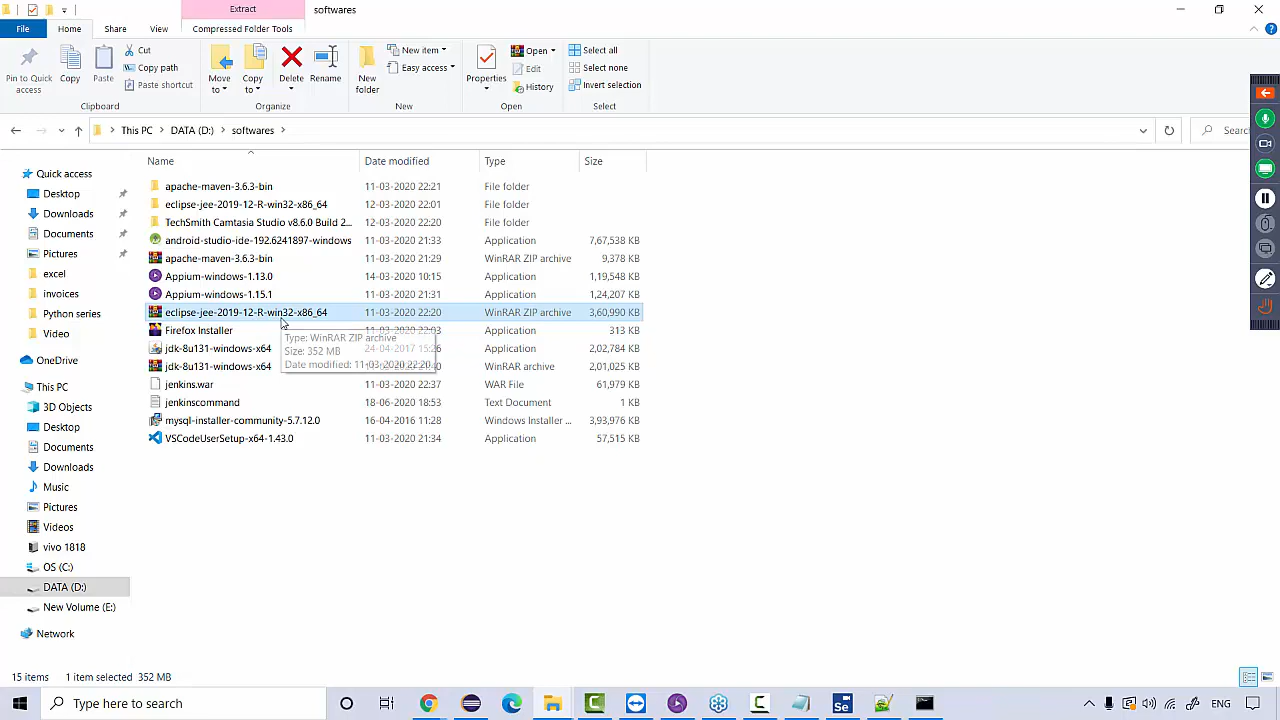 Extract
softwares
File
Home
Share
View
Compressed Folder Tools
Pin to Quick access
Copy
Paste
Cut
Copy path
Paste shortcut
Move to
Copy to
Delete
Rename
New folder
New item
Easy access
Properties
Open
Edit
History
Select all
Select none
Invert selection
Clipboard
Organize
New
Open
Select
This PC
DATA (D:)
softwares
Searc
Name Date modified Type Size
apache-maven-3.6.3-bin 11-03-2020 22:21 File folder
eclipse-jee-2019-12-R-win32-x86_64 12-03-2020 22:01 File folder
TechSmith Camtasia Studio v8.6.0 Build 2... 12-03-2020 22:20 File folder
android-studio-ide-192.6241897-windows 11-03-2020 21:33 Application 7,67,538 KB
apache-maven-3.6.3-bin 11-03-2020 21:29 WinRAR ZIP archive 9,378 KB
Appium-windows-1.13.0 14-03-2020 10:15 Application 1,19,548 KB
Appium-windows-1.15.1 11-03-2020 21:31 Application 1,24,207 KB
eclipse-jee-2019-12-R-win32-x86_64 11-03-2020 22:20 WinRAR ZIP archive 3,60,990 KB
Firefox Installer 11-03-2020 22:03 Application 313 KB
Type: WinRAR ZIP archive
Size: 352 MB
Date modified: 11-03-2020 22:20
jdk-8u131-windows-x64 24-04-2017 15:26 Application 2,02,784 KB
jdk-8u131-windows-x64 WinRAR archive 2,01,025 KB
jenkins.war 11-03-2020 22:37 WAR File 61,979 KB
jenkinscommand 18-06-2020 18:53 Text Document 1 KB
mysql-installer-community-5.7.12.0 16-04-2016 11:28 Windows Installer ... 3,93,976 KB
VSCodeUserSetup-x64-1.43.0 11-03-2020 21:34 Application 57,515 KB
Quick access
Desktop
Downloads
Documents
Pictures
excel
invoices
Python series
Video
OneDrive
This PC
3D Objects
Desktop
Documents
Downloads
Music
Pictures
Videos
vivo 1818
OS (C:)
DATA (D:)
New Volume (E:)
Network
15 items 1 item selected 352 MB
Type here to search
Se
ENG